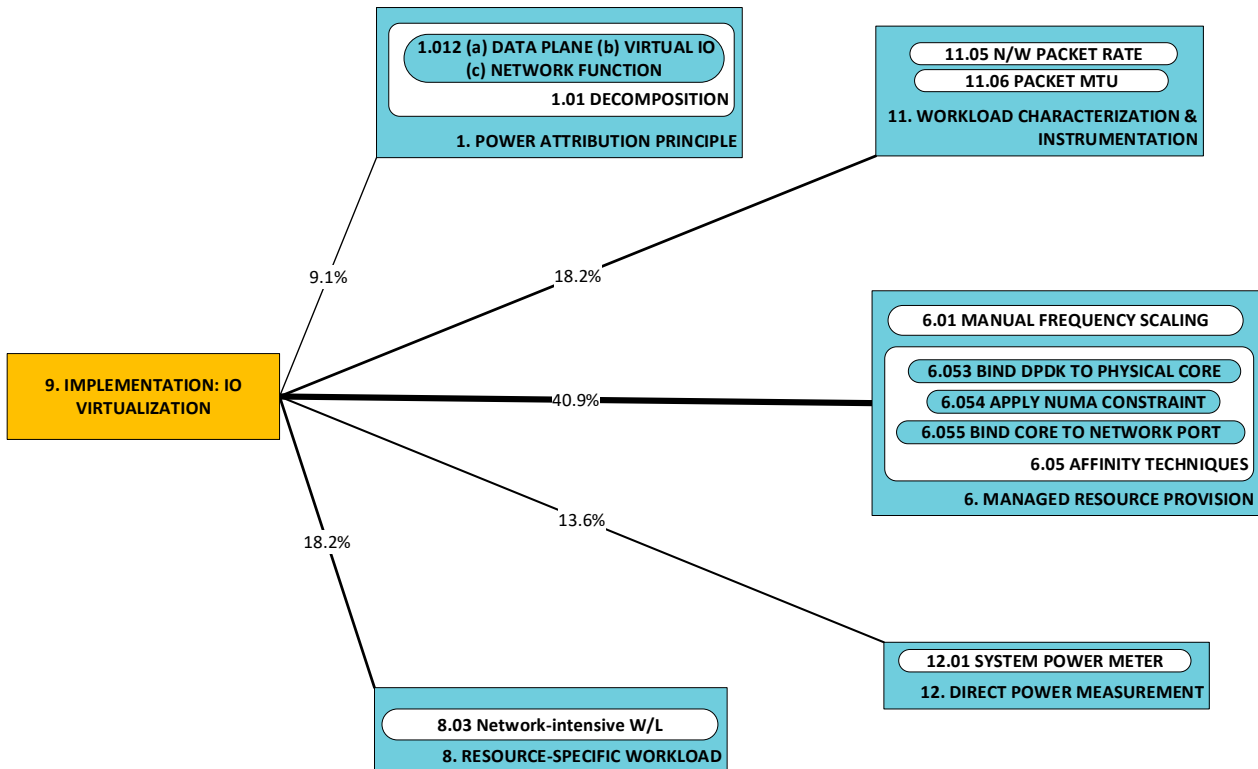 1.012 (a) DATA PLANE (b) VIRTUAL IO
(c) NETWORK FUNCTION
1.01 DECOMPOSITION
1. POWER ATTRIBUTION PRINCIPLE
11.05 N/W PACKET RATE
11.06 PACKET MTU
11. WORKLOAD CHARACTERIZATION &
INSTRUMENTATION
9.1%
18.2%
6.01 MANUAL FREQUENCY SCALING
6.053 BIND DPDK TO PHYSICAL CORE
6.054 APPLY NUMA CONSTRAINT
6.055 BIND CORE TO NETWORK PORT
6.05 AFFINITY TECHNIQUES
6. MANAGED RESOURCE PROVISION
9. IMPLEMENTATION: IO
VIRTUALIZATION
40.9%
13.6%
18.2%
12.01 SYSTEM POWER METER
12. DIRECT POWER MEASUREMENT
8.03 Network-intensive W/L
8. RESOURCE-SPECIFIC WORKLOAD